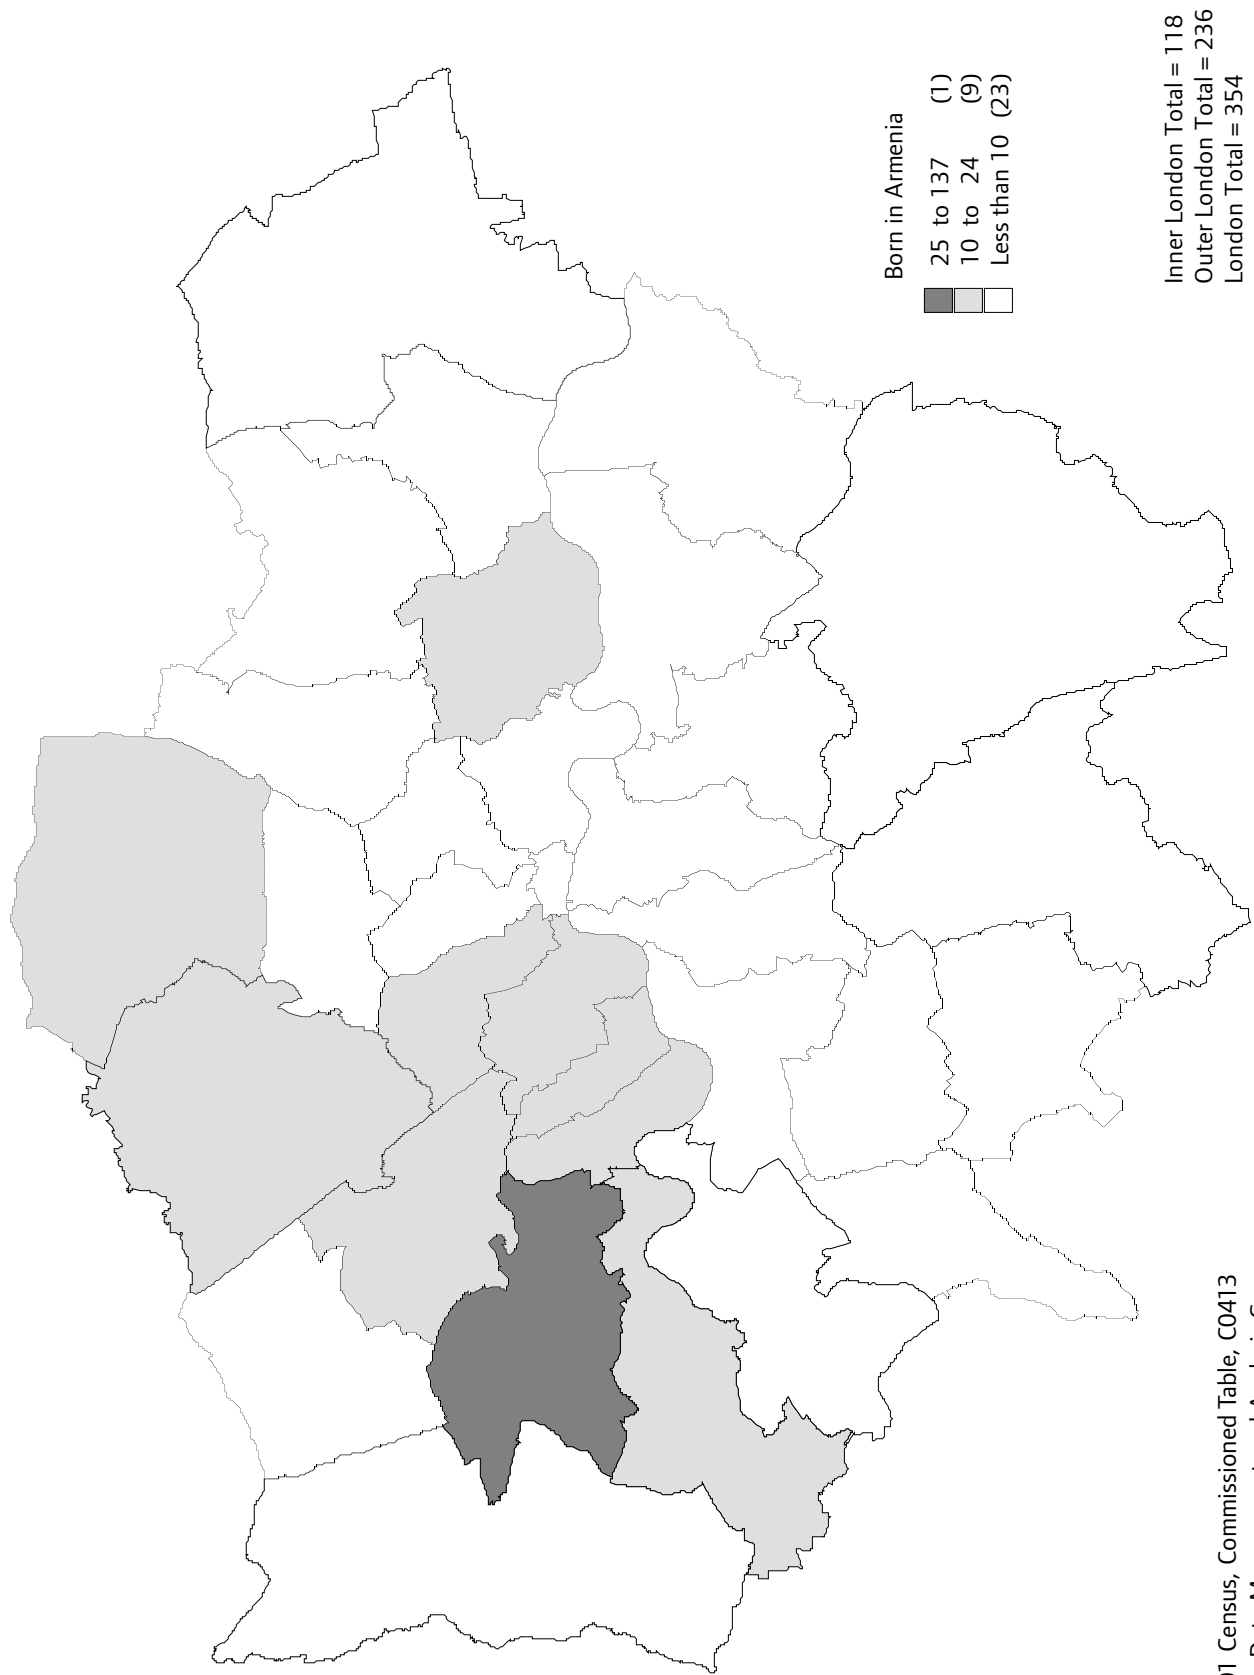 Born in Armenia
25 to 137 (1)
10 to 24 (9)
Less than 10 (23)
Inner London Total = 118
Outer London Total = 236
London Total = 354
Census, Commissioned Table, C0413